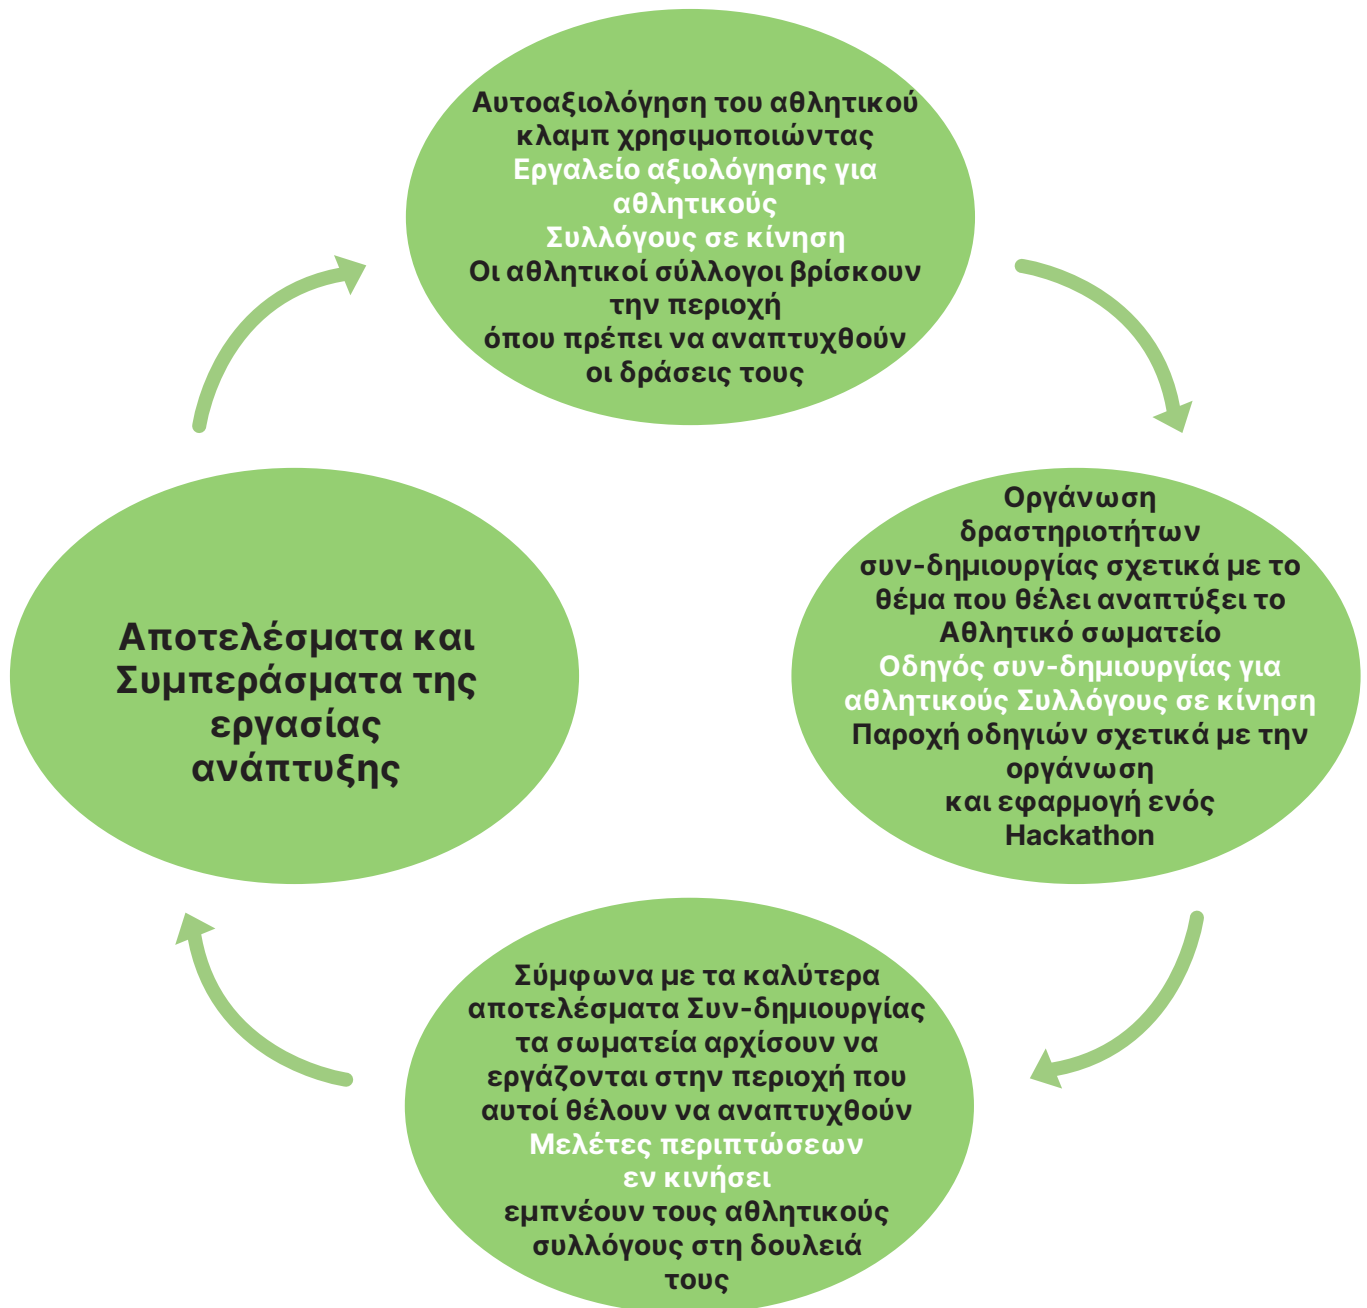 Αυτοαξιολόγηση του αθλητικού
κλαμπ χρησιμοποιώντας
Εργαλείο αξιολόγησης για
αθλητικούς
Συλλόγους σε κίνηση
Οι αθλητικοί σύλλογοι βρίσκουν
την περιοχή
όπου πρέπει να αναπτυχθούν
οι δράσεις τους
Οργάνωση
δραστηριοτήτων
συν-δημιουργίας σχετικά με το
θέμα που θέλει αναπτύξει το
Αθλητικό σωματείο
Οδηγός συν-δημιουργίας για
αθλητικούς Συλλόγους σε κίνηση
Παροχή οδηγιών σχετικά με την
οργάνωση
και εφαρμογή ενός
Hackathon
Σύμφωνα με τα καλύτερα
αποτελέσματα Συν-δημιουργίας
τα σωματεία αρχίσουν να
εργάζονται στην περιοχή που
αυτοί θέλουν να αναπτυχθούν
Μελέτες περιπτώσεων
εν κινήσει
εμπνέουν τους αθλητικούς
συλλόγους στη δουλειά
τους
Αποτελέσματα και
Συμπεράσματα της
εργασίας
ανάπτυξης